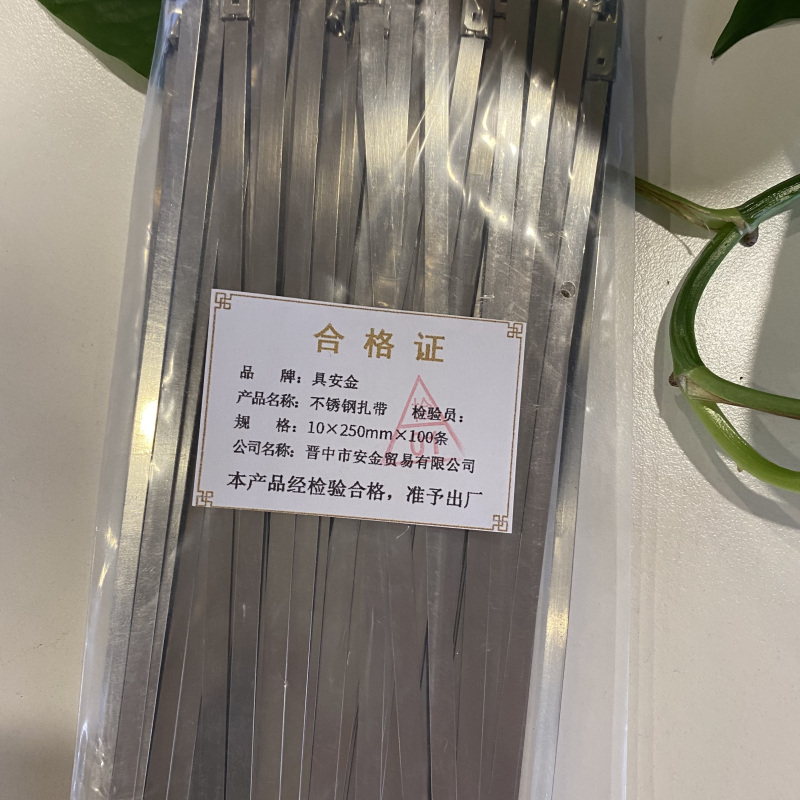 合格证
品 牌：具安金
产品名称：不锈钢扎带 检验员：
规 格：10×250mm×100条
公司名称：晋中市安金贸易有限公司
本产品经检验合格，准予出厂